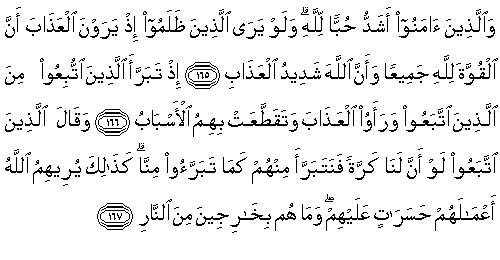 وَٱلَّذِينَ ءَامَنُوٓا۟ أَشَدُّ حُبًّا لِّلَّهِ ۗ وَلَوْ يَرَى ٱلَّذِينَ ظَلَمُوٓا۟ إِذْ يَرَوْنَ ٱلْعَذَابَ أَنَّ
ٱلْقُوَّةَ لِلَّهِ جَمِيعًا وَأَنَّ ٱللَّهَ شَدِيدُ ٱلْعَذَابِ ١٦٥ إِذْ تَبَرَّأَ ٱلَّذِينَ ٱتُّبِعُوا۟ مِنَ
ٱلَّذِينَ ٱتَّبَعُوا۟ وَرَأَوُا۟ ٱلْعَذَابَ وَتَقَطَّعَتْ بِهِمُ ٱلْأَسْبَابُ ١٦٦ وَقَالَ ٱلَّذِينَ
ٱتَّبَعُوا۟ لَوْ أَنَّ لَنَا كَرَّةً فَنَتَبَرَّأَ مِنْهُمْ كَمَا تَبَرَّءُوا۟ مِنَّا ۗ كَذَٰلِكَ يُرِيهِمُ ٱللَّهُ
أَعْمَـٰلَهُمْ حَسَرَٰتٍ عَلَيْهِمْ ۖ وَمَا هُم بِخَـٰرِجِينَ مِنَ ٱلنَّارِ ١٦٧